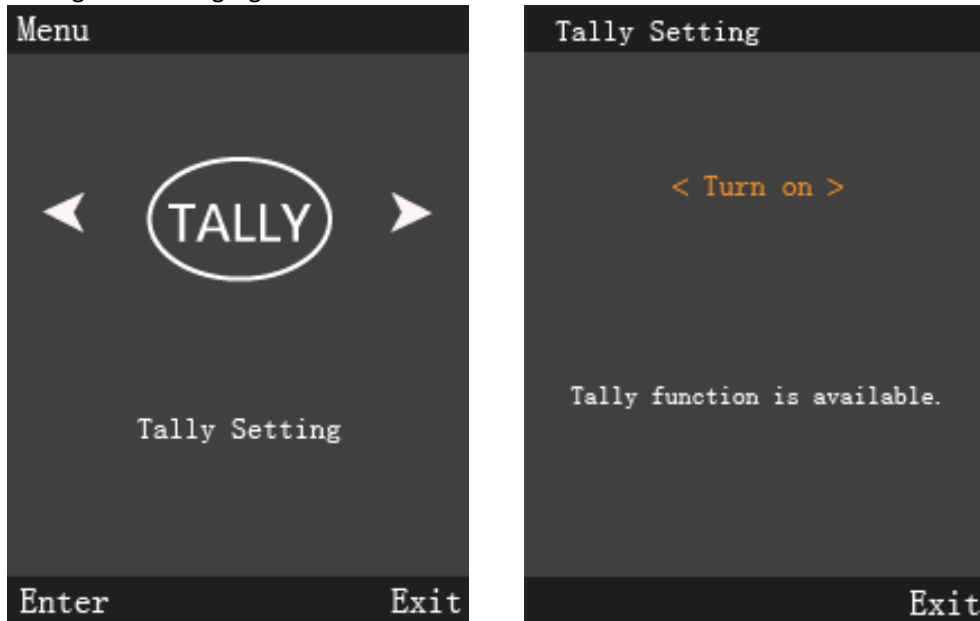 Menu
TALLY
Tally Setting
Enter Exit
Tally Setting
< Turn on >
Tally function is available.
Exit